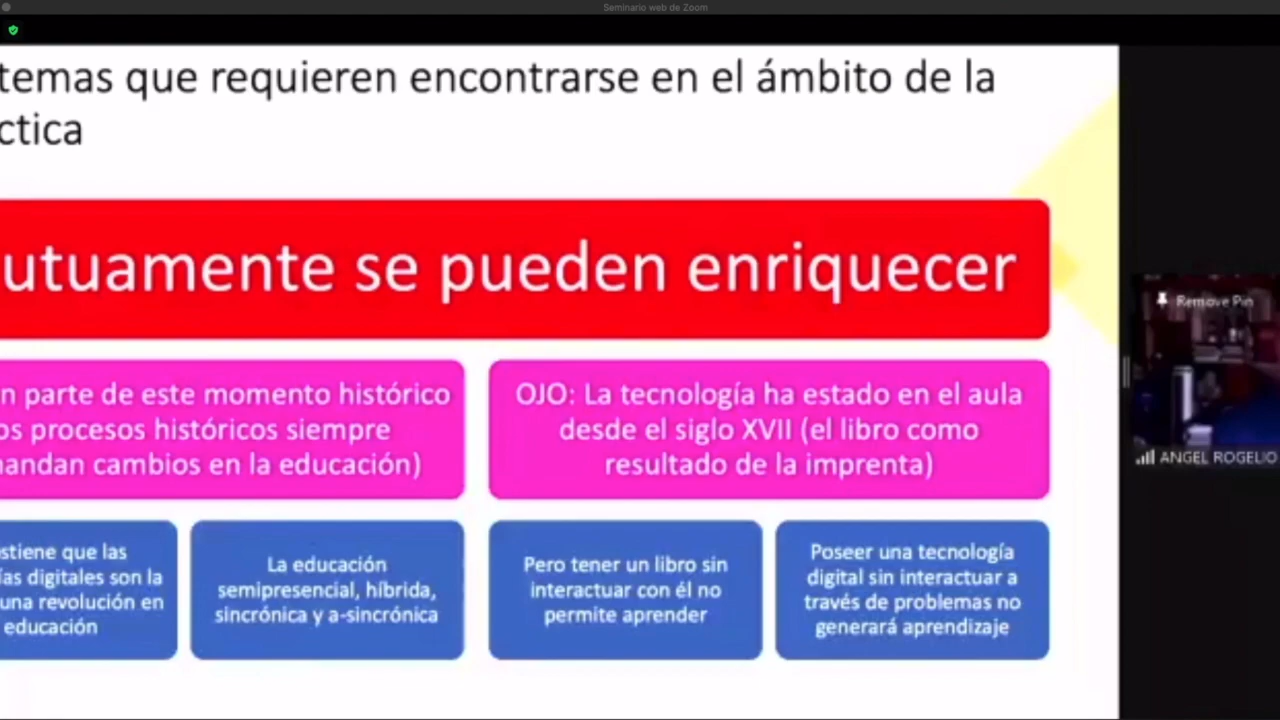 Seminario web de Zoom
temas que requieren encontrarse en el ámbito de la
ctica
utuamente se pueden enriquecer
n parte de este momento histórico
os procesos históricos siempre
andan cambios en la educación)
OJO: La tecnología ha estado en el aula
desde el siglo XVII (el libro como
resultado de la imprenta)
stiene que las
ías digitales son la
una revolución en
educación
La educación
semipresencial, híbrida,
sincrónica y a-sincrónica
Pero tener un libro sin
interactuar con él no
permite aprender
Poseer una tecnología
digital sin interactuar a
través de problemas no
generará aprendizaje
Remove Pin
ANGEL ROGELIO